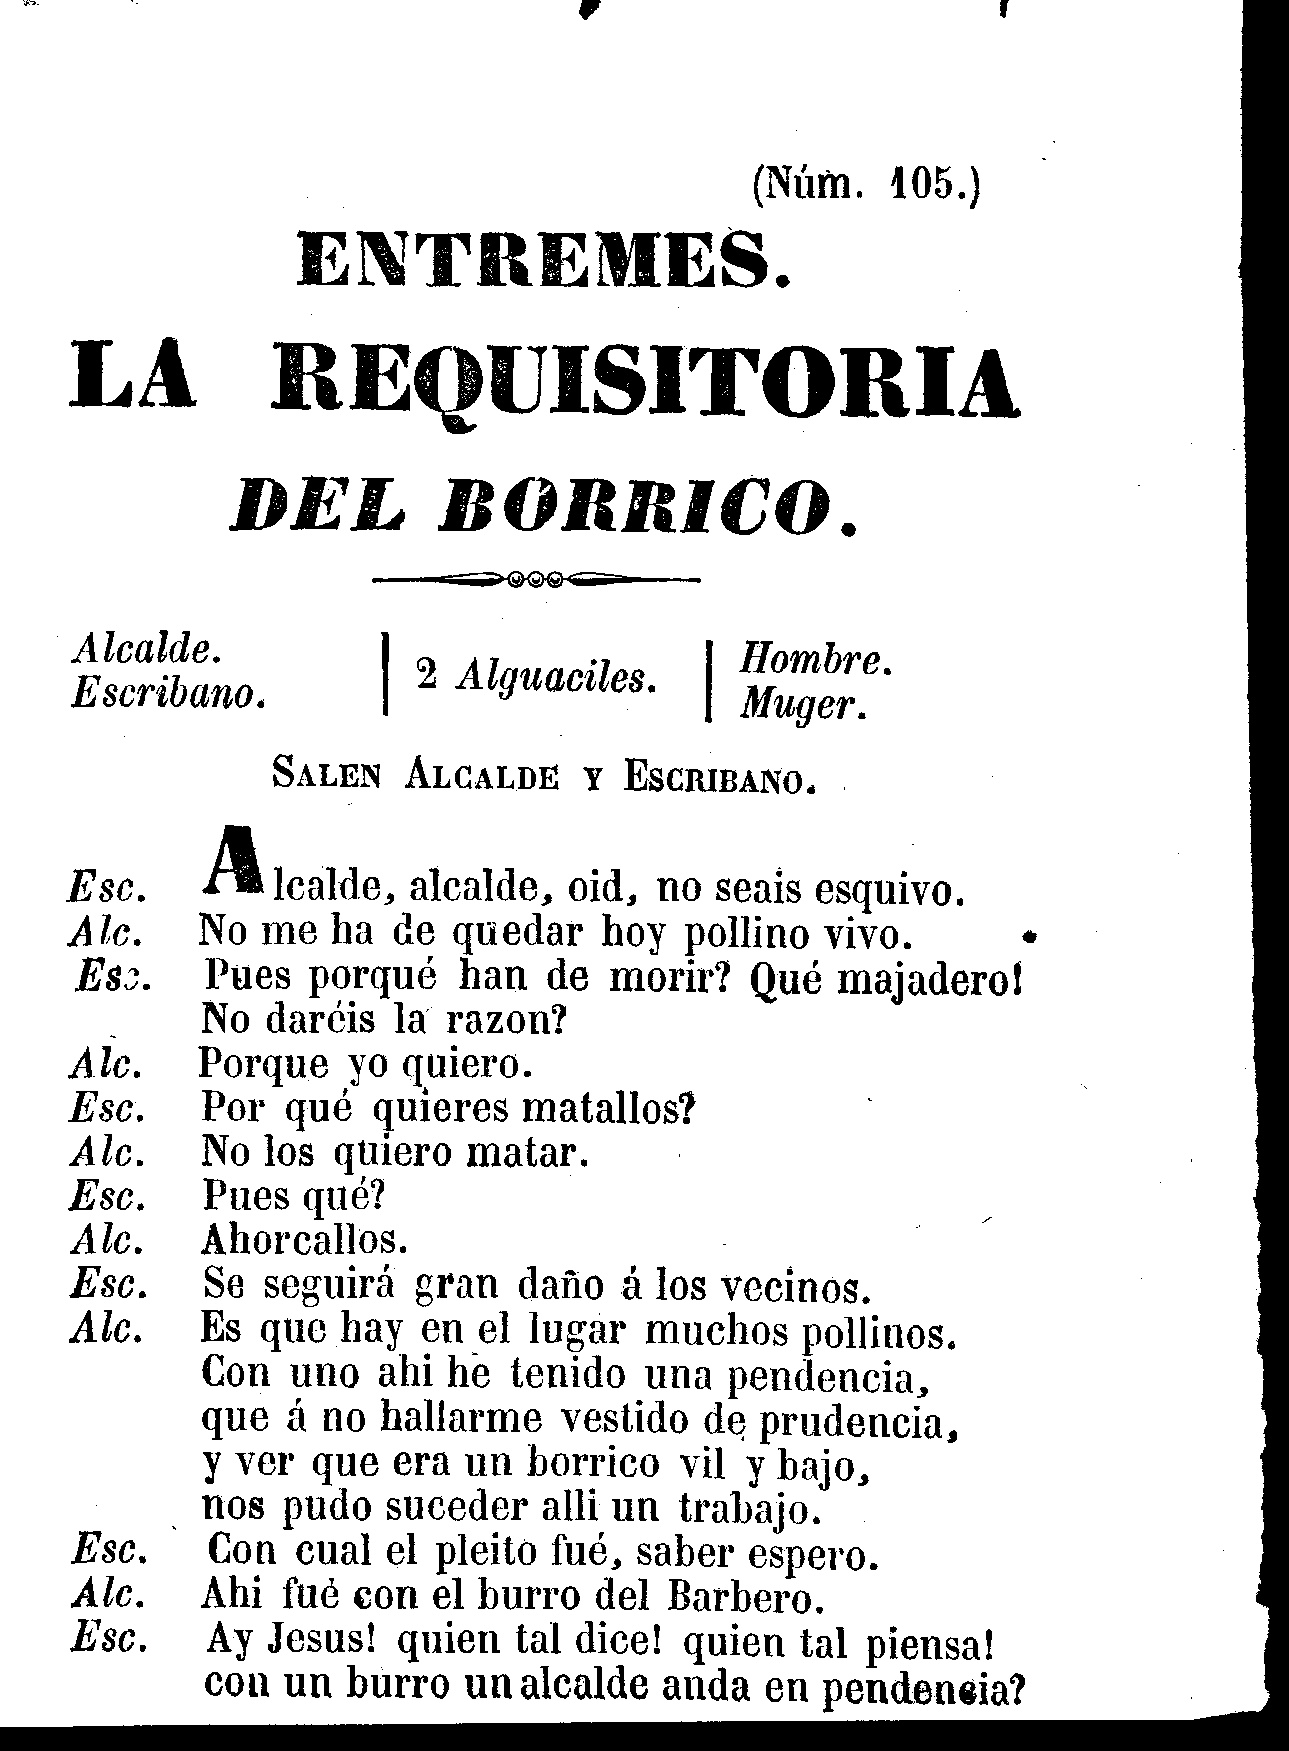 (Núm. 105.)
ENTREMES.
LA REQUISITORIA
DEL BORRICO.
Alcalde.
Escribano.
2 Alguaciles.
Hombre.
Muger.
SALEN ALCALDE Y ESCRIBANO.
Esc. Alcalde, alcalde, oid, no seais esquivo.
Alc. No me ha de quedar hoy pollino vivo.
Esc. Pues porqué han de morir? Qué majadero!
No daréis la razon?
Alc. Porque yo quiero.
Esc. Por qué quieres matallos?
Alc. No los quiero matar.
Esc. Pues qué?
Alc. Ahorcallos.
Esc. Se seguirá gran daño á los vecinos.
Alc. Es que hay en el lugar muchos pollinos.
Con uno ahi he tenido una pendencia,
que á no hallarme vestido de prudencia,
y ver que era un borrico vil y bajo,
nos pudo suceder alli un trabajo.
Esc. Con cual el pleito fué, saber espero.
Alc. Ahi fué con el burro del Barbero.
Esc. Ay Jesus! quien tal dice! quien tal piensa!
con un burro un alcalde anda en pendencia?